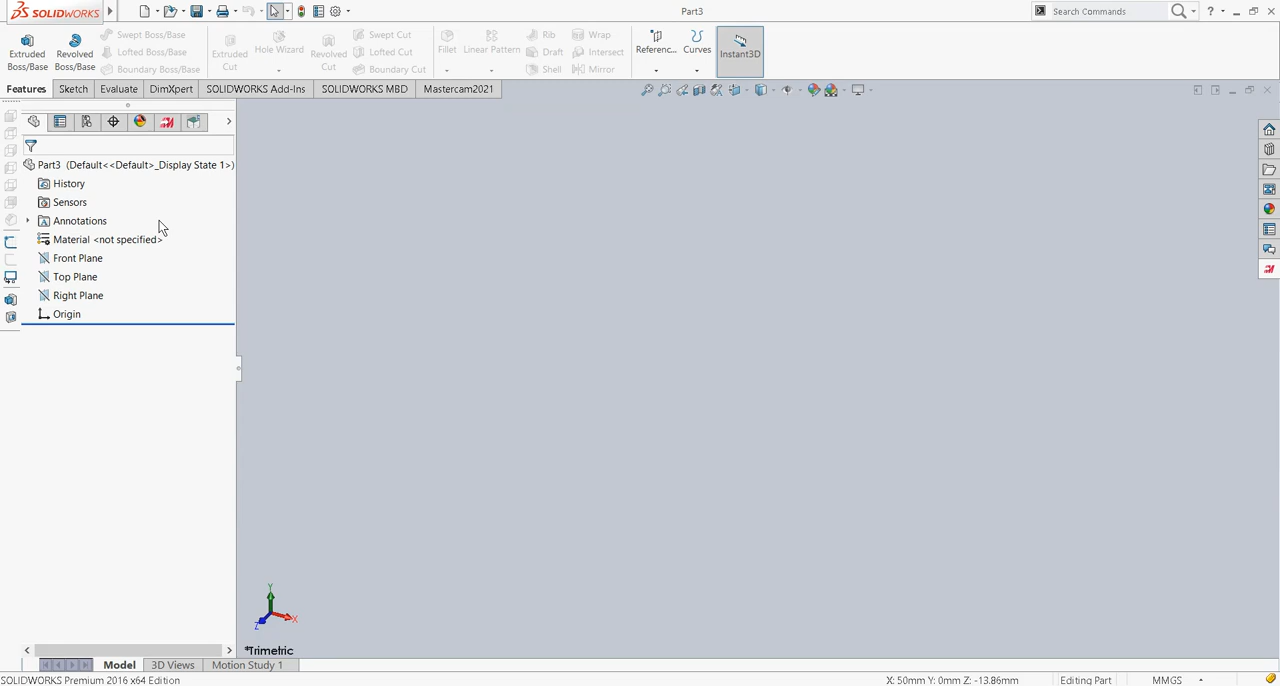 SOLIDWORKS
Part3
Search Commands
?
Extruded Boss/Base
Revolved Boss/Base
Swept Boss/Base
Lofted Boss/Base
Boundary Boss/Base
Extruded Cut
Hole Wizard
Revolved Cut
Swept Cut
Lofted Cut
Boundary Cut
Fillet
Linear Pattern
Rib
Draft
Shell
Wrap
Intersect
Mirror
Referenc...
Curves
Instant3D
Features
Sketch
Evaluate
DimXpert
SOLIDWORKS Add-Ins
SOLIDWORKS MBD
Mastercam2021
Part3 (Default<<Default>_Display State 1>)
History
Sensors
Annotations
Material <not specified>
Front Plane
Top Plane
Right Plane
Origin
Y
X
Z
*Trimetric
Model
3D Views
Motion Study 1
SOLIDWORKS Premium 2016 x64 Edition
X: 50mm Y: 0mm Z: -13.86mm
Editing Part
MMGS